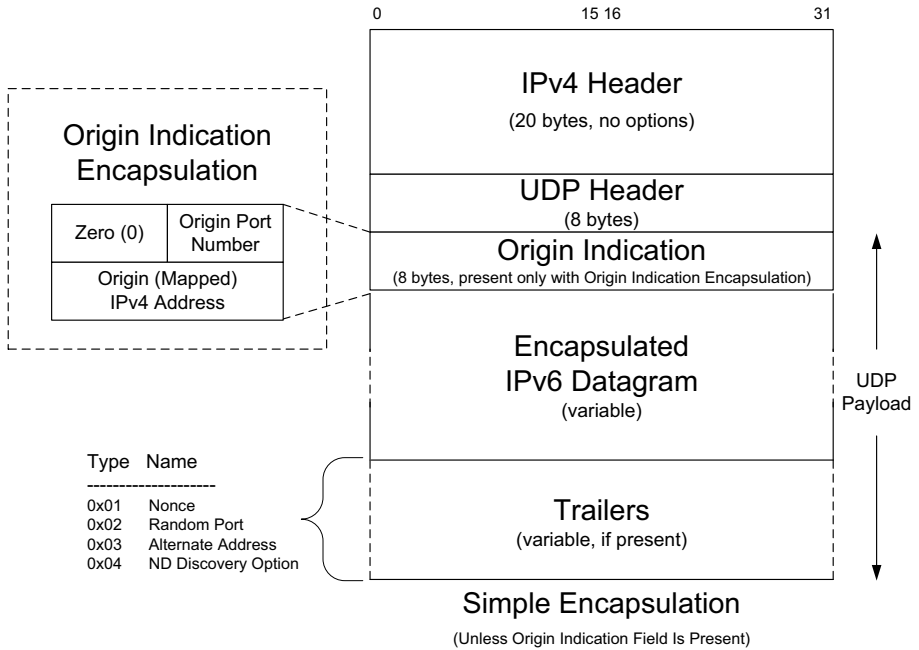 0 15 16 31
IPv4 Header
(20 bytes, no options)
UDP Header
(8 bytes)
Origin Indication
(8 bytes, present only with Origin Indication Encapsulation)
Encapsulated
IPv6 Datagram
(variable)
Trailers
(variable, if present)
UDP
Payload
Origin Indication
Encapsulation
Zero (0)
Origin Port
Number
Origin (Mapped)
IPv4 Address
Type Name
--------------------
0x01 Nonce
0x02 Random Port
0x03 Alternate Address
0x04 ND Discovery Option
Simple Encapsulation
(Unless Origin Indication Field Is Present)